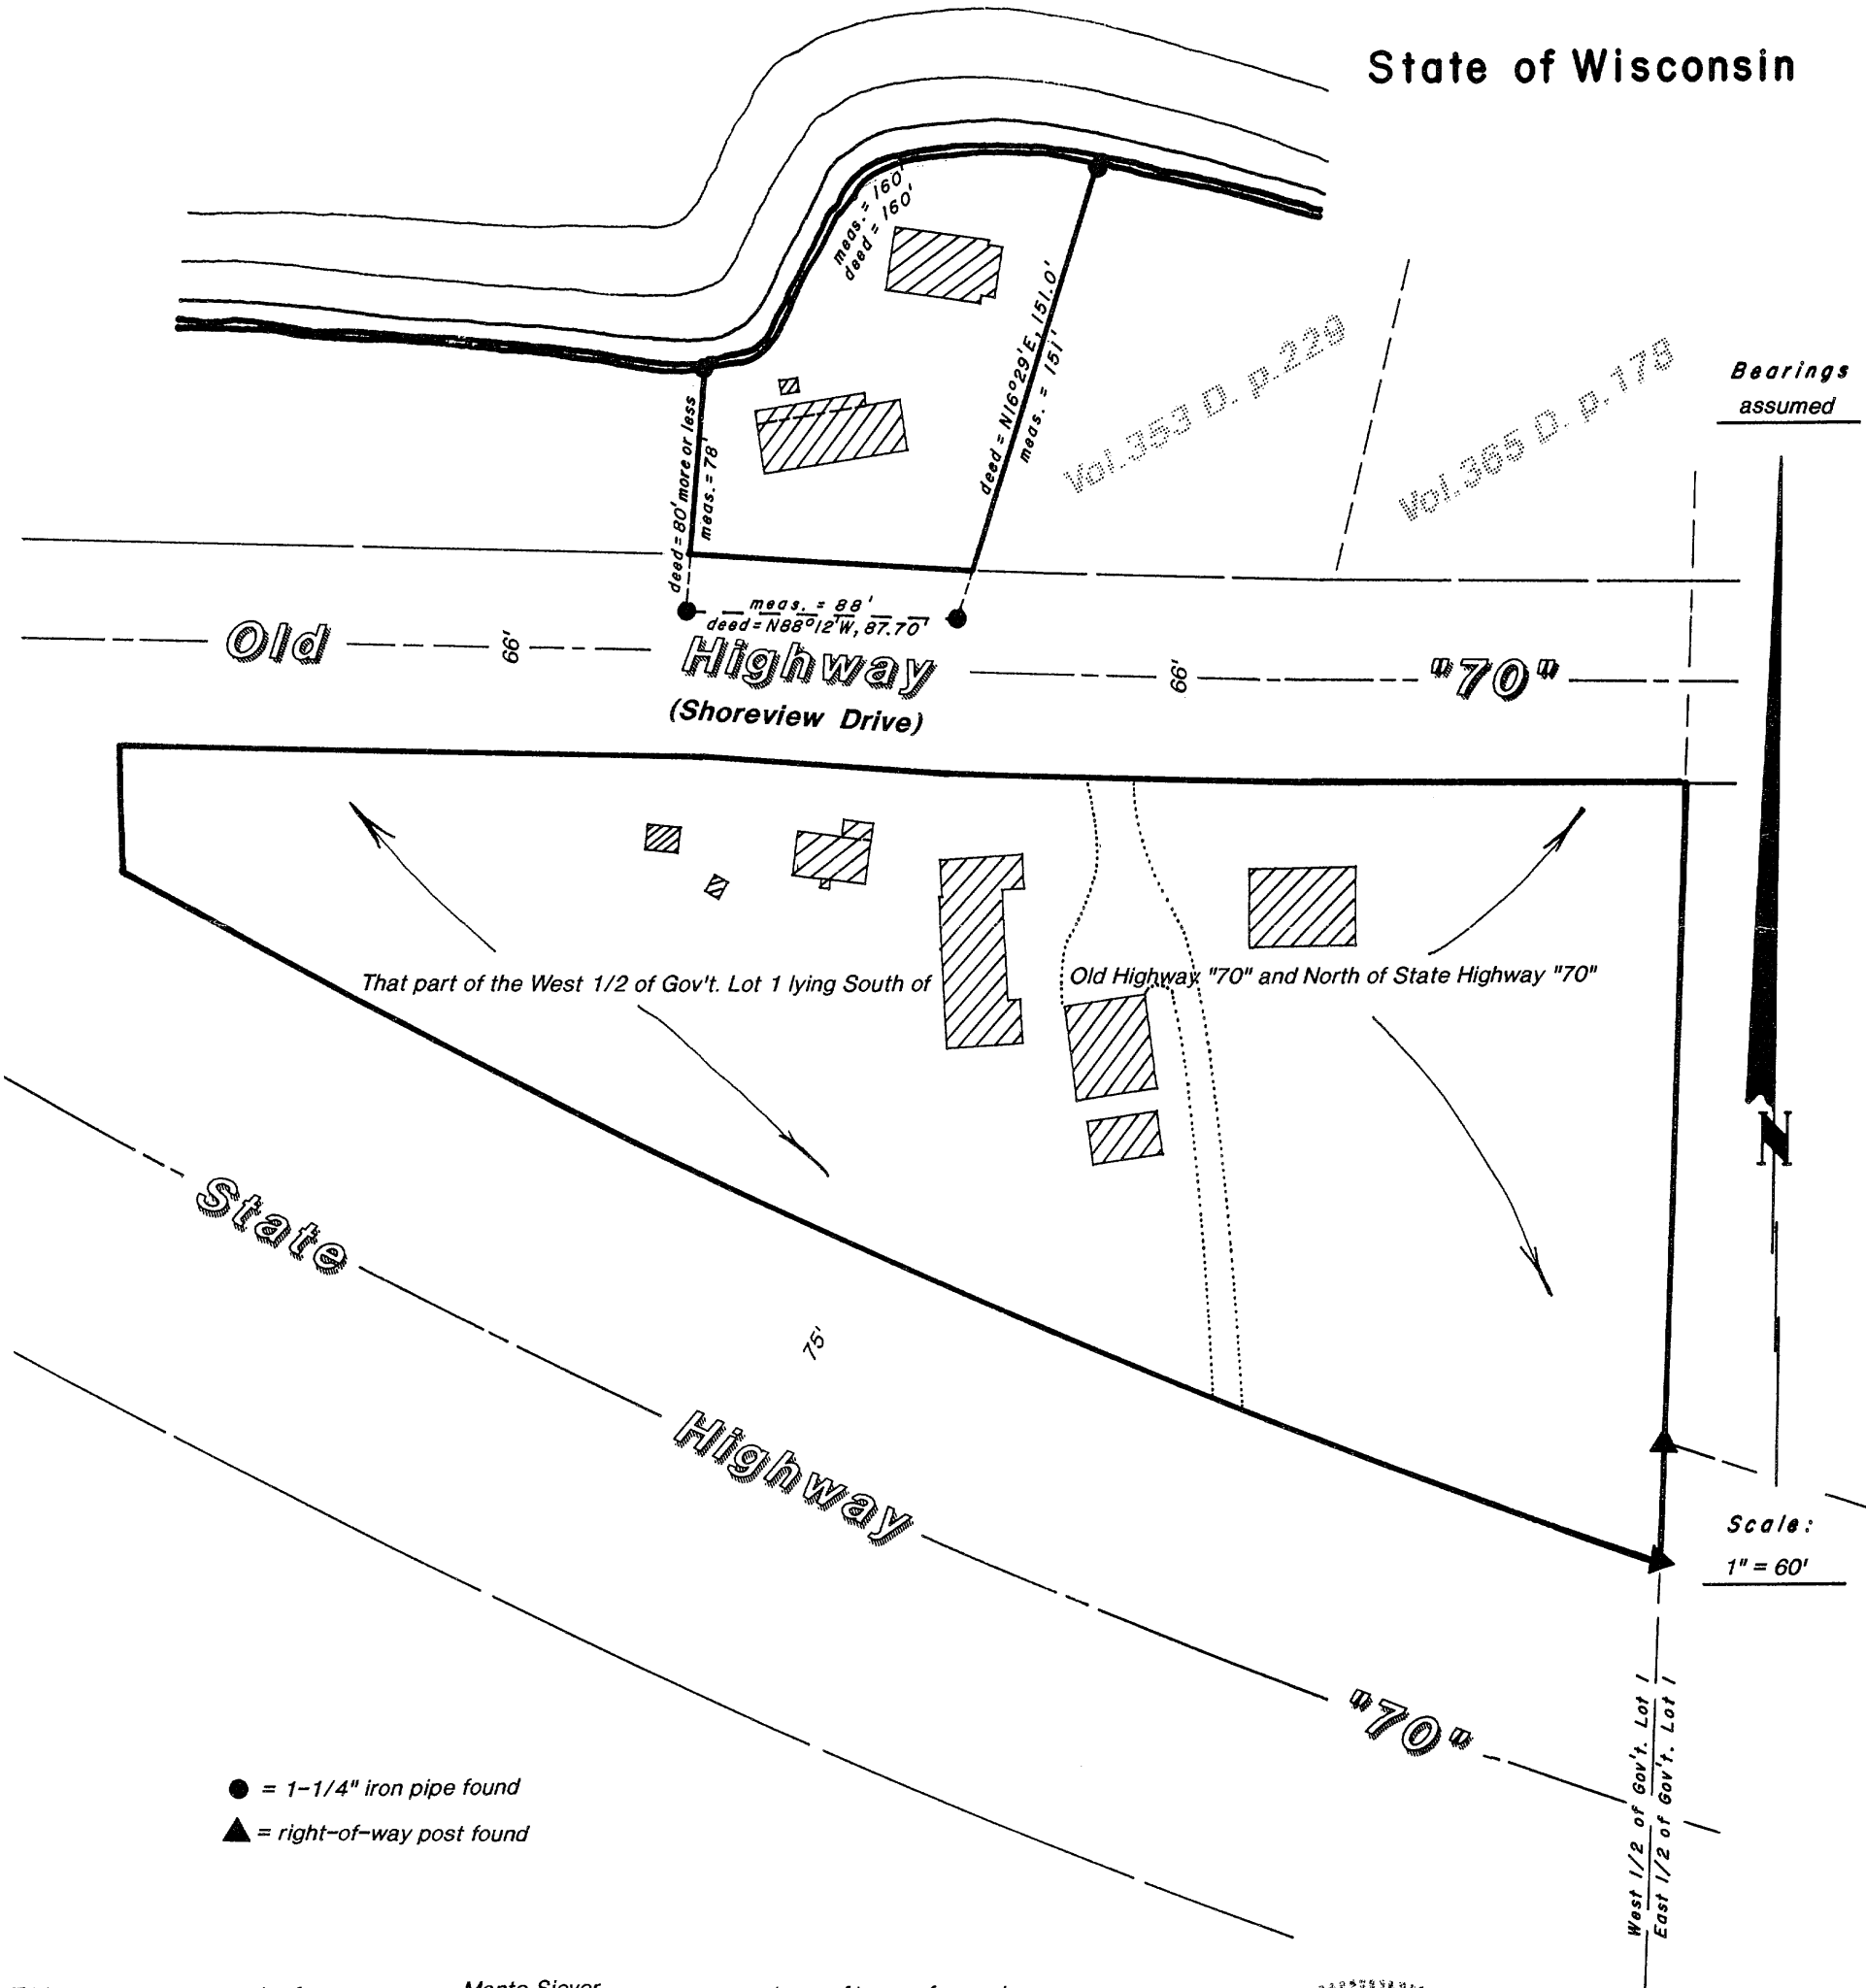 State of Wisconsin
meas. = 160'
deed = 160'
deed = N16°29'E, 151.0'
meas. = 151'
Vol. 353 D. p. 229
Vol. 365 D. p. 178
Bearings
assumed
deed = 80' more or less
meas. = 78'
meas. = 88'
deed = N88°12'W, 87.70'
Old Highway "70"
66'
66'
(Shoreview Drive)
That part of the West 1/2 of Gov't. Lot 1 lying South of Old Highway "70" and North of State Highway "70"
N
State Highway "70"
75'
Scale:
1" = 60'
West 1/2 of Gov't. Lot 1
East 1/2 of Gov't. Lot 1
= 1-1/4" iron pipe found
= right-of-way post found